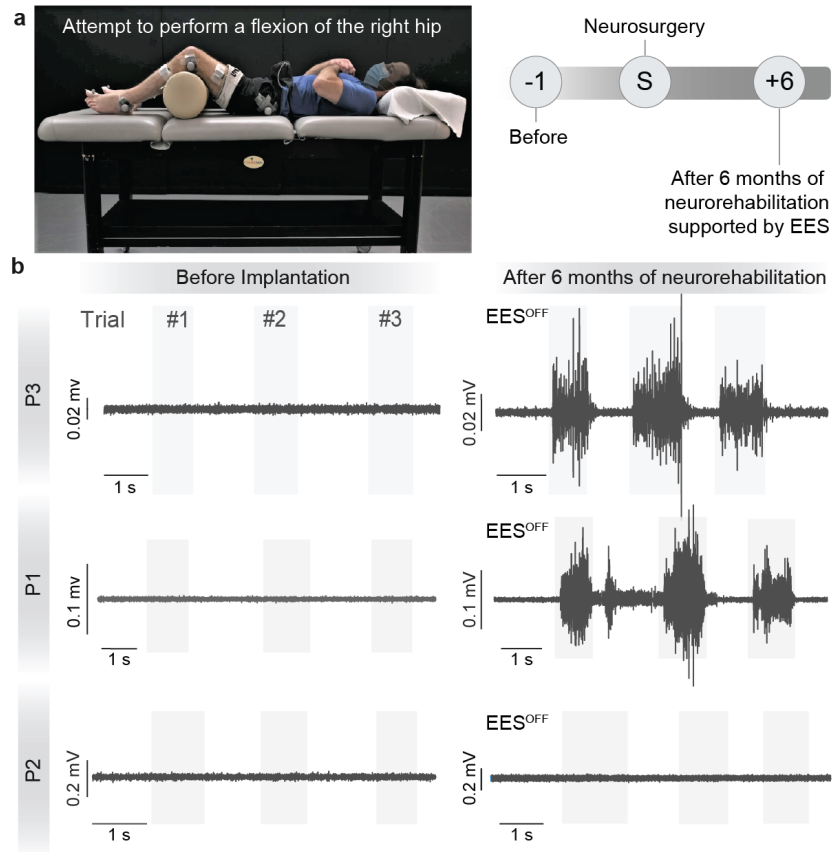 a
Attempt to perform a flexion of the right hip
Neurosurgery
-1
S
+6
Before
After 6 months of
neurorehabilitation
supported by EES
b
Before Implantation
After 6 months of neurorehabilitation
P3
Trial
#1
#2
#3
0.02 mv
1 s
EESOFF
0.02 mV
1 s
P1
0.1 mv
1 s
EESOFF
0.1 mV
1 s
P2
0.2 mV
1 s
EESOFF
0.2 mV
1 s